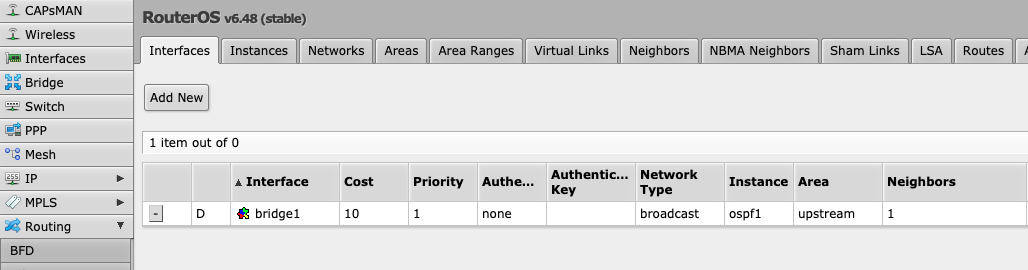 CAPsMAN
Wireless
Interfaces
Bridge
Switch
PPP
Mesh
IP
MPLS
Routing
BFD
RouterOS v6.48 (stable)
Interfaces Instances Networks Areas Area Ranges Virtual Links Neighbors NBMA Neighbors Sham Links LSA Routes
Add New
1 item out of 0
Interface Cost Priority Authe... Authentic... Key Network Type Instance Area Neighbors
- D bridge1 10 1 none broadcast ospf1 upstream 1